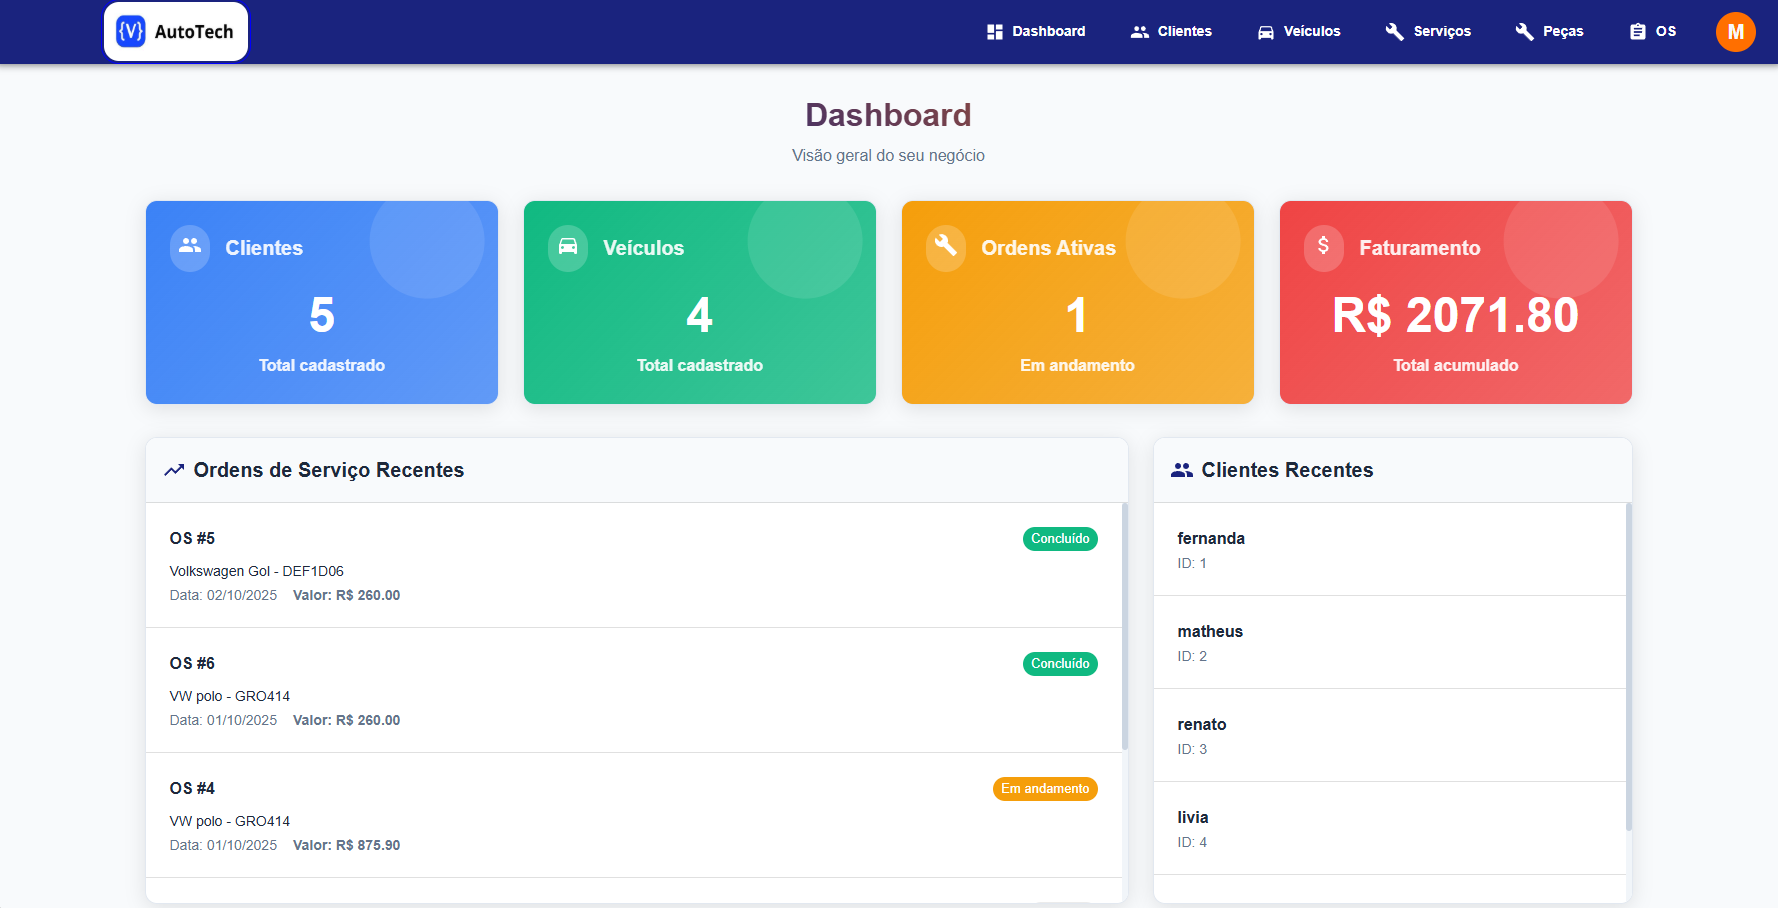 {V} AutoTech
Dashboard
Clientes
Veículos
Serviços
Peças
OS
M
Dashboard
Visão geral do seu negócio
Clientes
5
Total cadastrado
Veículos
4
Total cadastrado
Ordens Ativas
1
Em andamento
$ Faturamento
R$ 2071.80
Total acumulado
Ordens de Serviço Recentes
OS #5
Concluído
Volkswagen Gol - DEF1D06
Data: 02/10/2025 Valor: R$ 260.00
OS #6
Concluído
VW polo - GRO414
Data: 01/10/2025 Valor: R$ 260.00
OS #4
Em andamento
VW polo - GRO414
Data: 01/10/2025 Valor: R$ 875.90
Clientes Recentes
fernanda
ID: 1
matheus
ID: 2
renato
ID: 3
livia
ID: 4